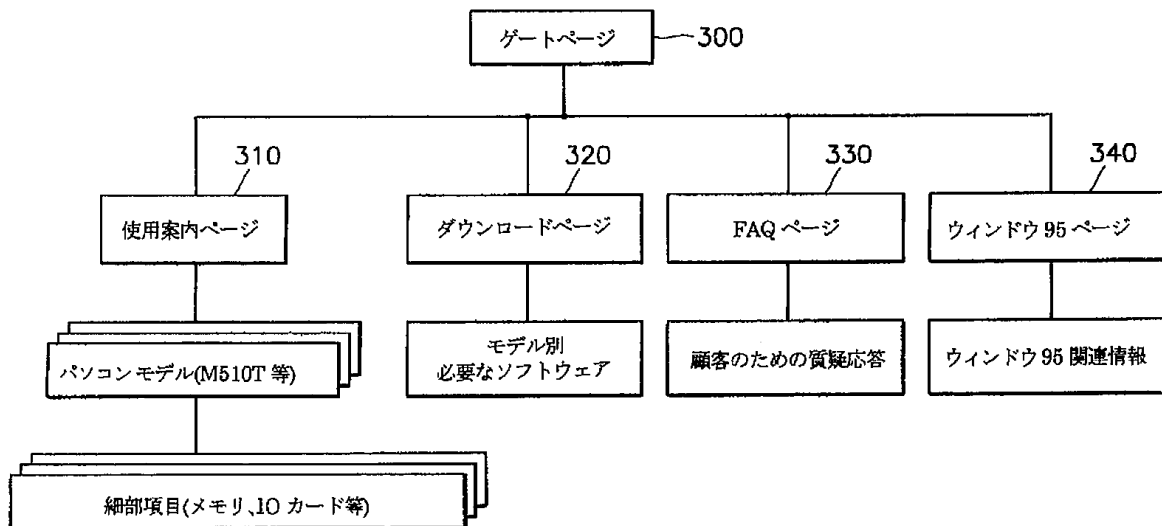 ゲートページ
300
310
320
330
340
使用案内ページ
ダウンロードページ
FAQ ページ
ウィンドウ 95 ページ
パソコン モデル(M510T 等)
モデル別
必要なソフトウェア
顧客のための質疑応答
ウィンドウ 95 関連情報
細部項目(メモリ、IO カード等)